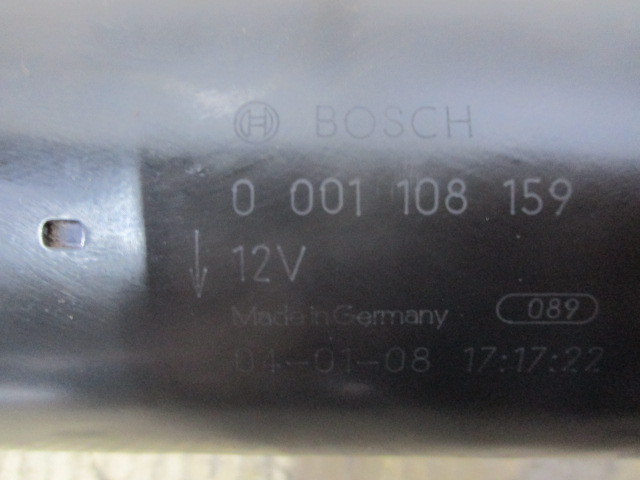 BOSCH
0 001 108 159
12V
Made in Germany 089
04-01-08 17:17:22